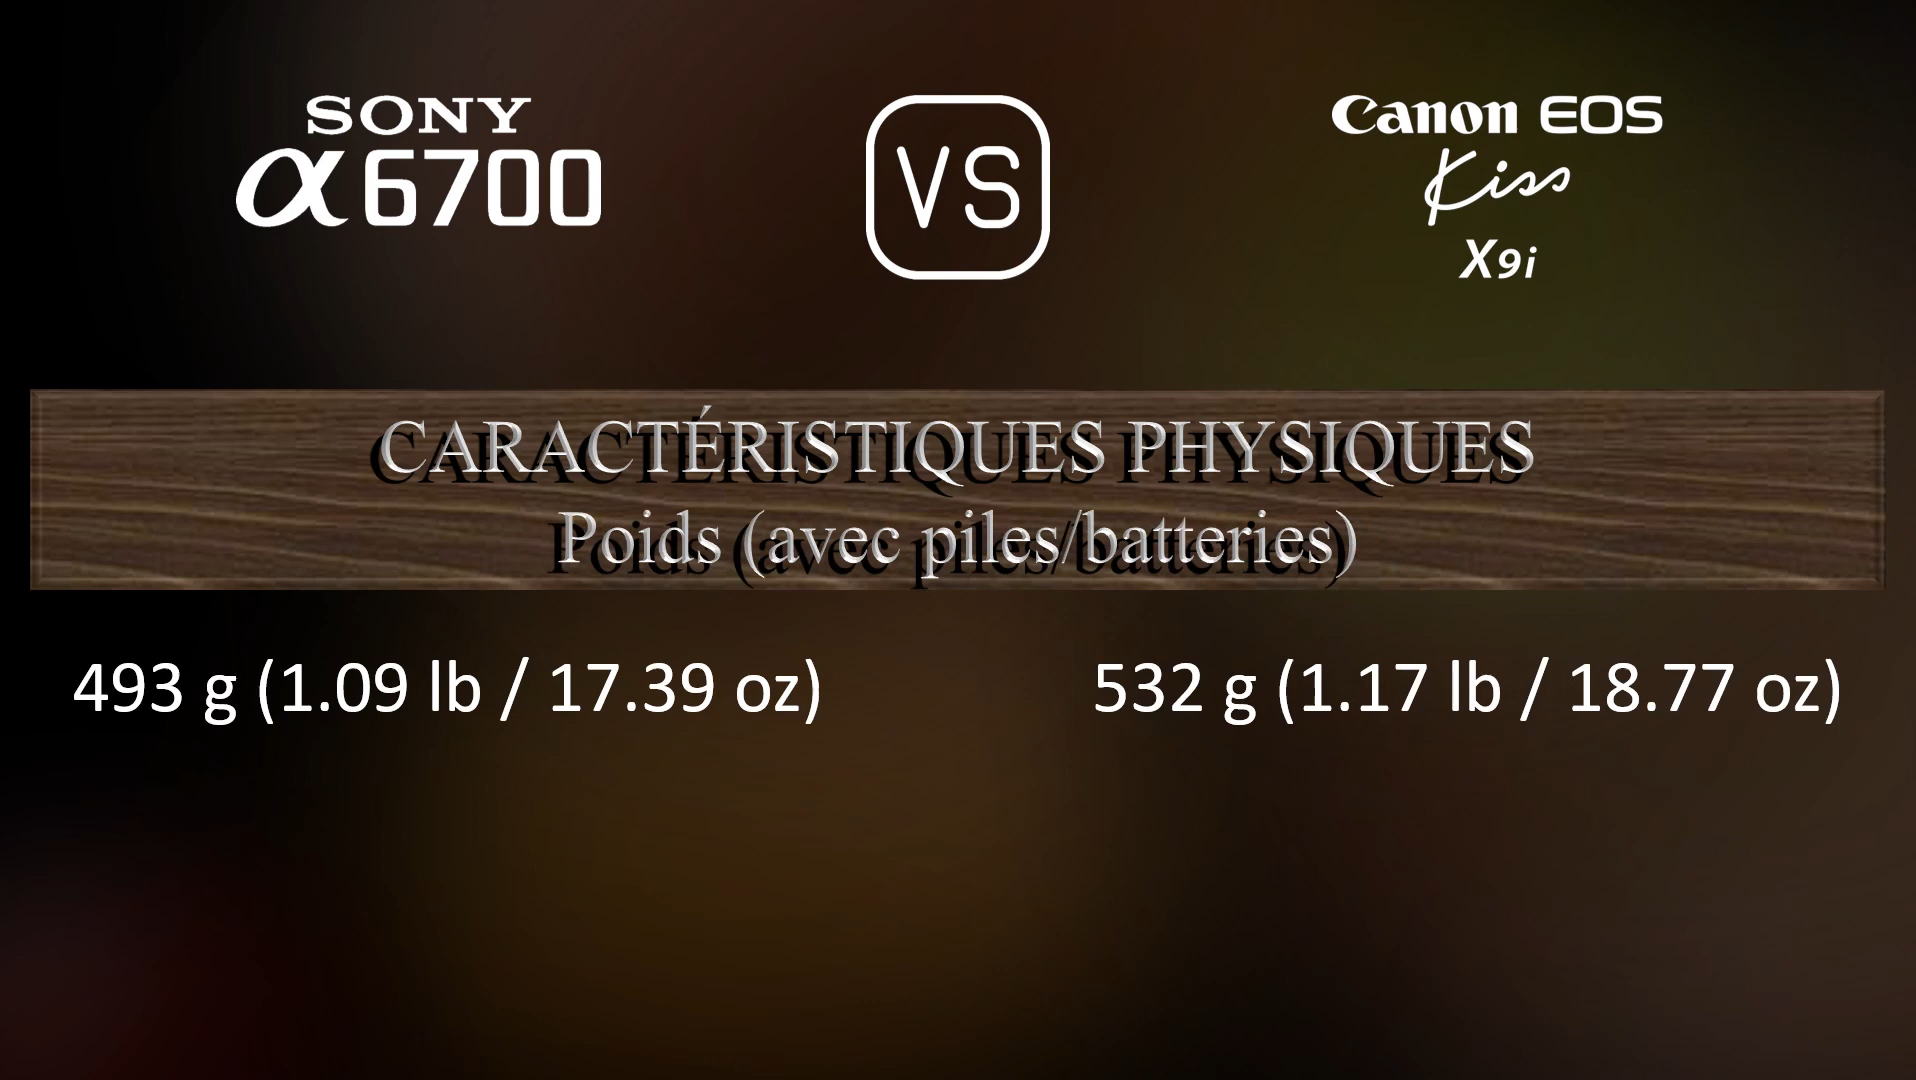 SONY
α6700
VS
Canon EOS
Kiss
X9i
CARACTÉRISTIQUES PHYSIQUES
Poids (avec piles/batteries)
493 g (1.09 lb / 17.39 oz)
532 g (1.17 lb / 18.77 oz)